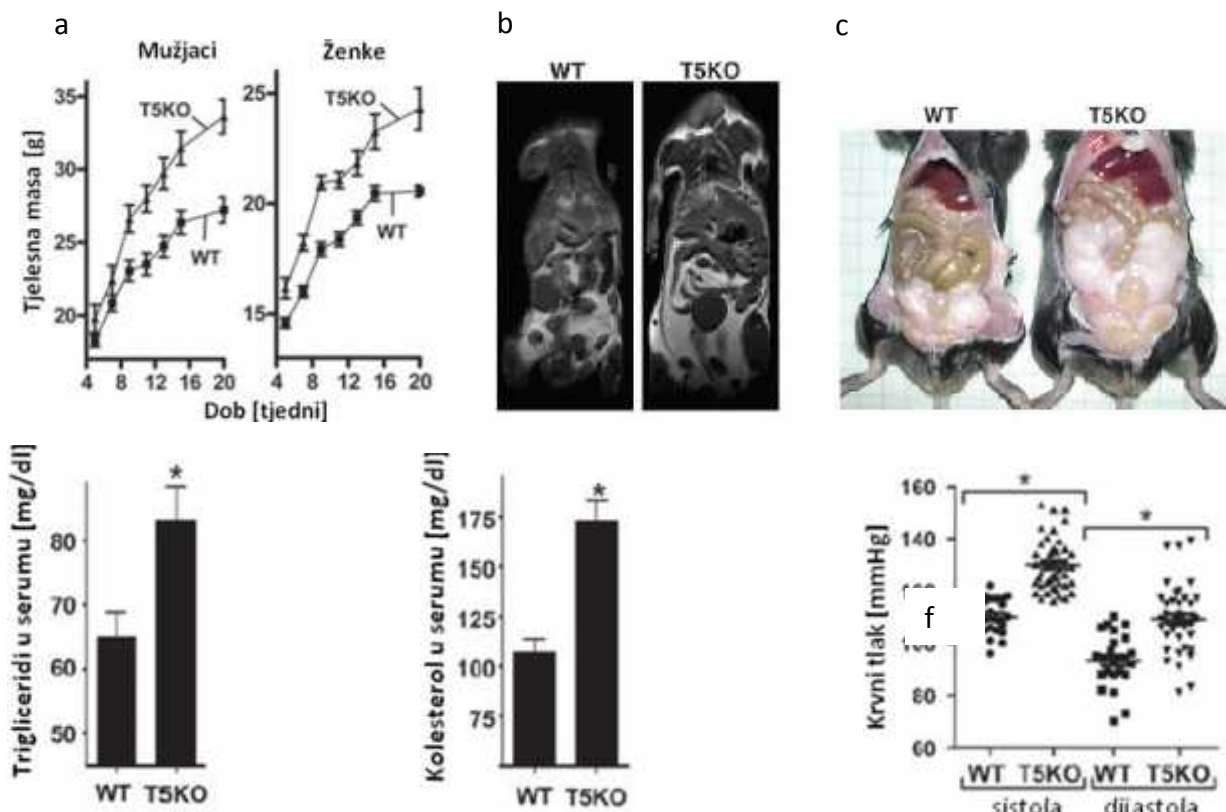 a
Mužjaci
Ženke
Tjelesna masa [g]
35
30
25
20
T5KO
WT
25
20
15
T5KO
WT
4 8 12 16 20
4 8 12 16 20
Dob [tjedni]
b
WT T5KO
c
WT T5KO
Trigliceridi u serumu [mg/dl]
80
70
60
50
*
WT T5KO
Kolesterol u serumu [mg/dl]
175
150
125
100
75
*
WT T5KO
f
Krvni tlak [mmHg]
160
140
80
60
*
*
WT T5KO WT T5KO
sistola dijastola